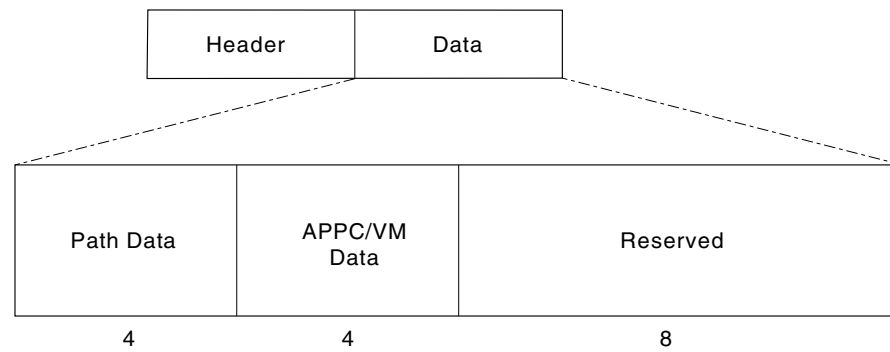 Header Data
Path Data APPC/VM Data Reserved
4 4 8